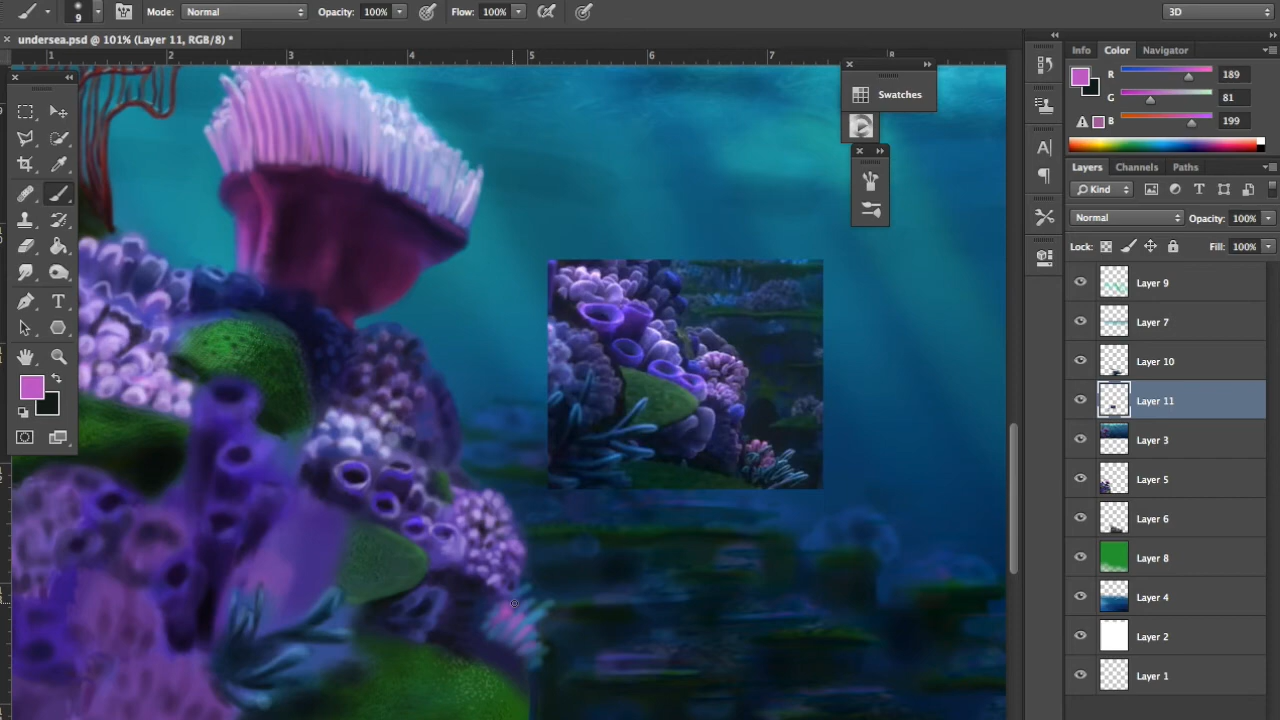 9 Mode: Normal Opacity: 100% Flow: 100% 3D
undersea.psd @ 101% (Layer 11, RGB/8) *
1 2 3 4 5 6 7 8
Swatches
Info Color Navigator
R 189
G 81
B 199
Layers Channels Paths
Kind
Normal Opacity: 100%
Lock: Fill: 100%
Layer 9
Layer 7
Layer 10
Layer 11
Layer 3
Layer 5
Layer 6
Layer 8
Layer 4
Layer 2
Layer 1